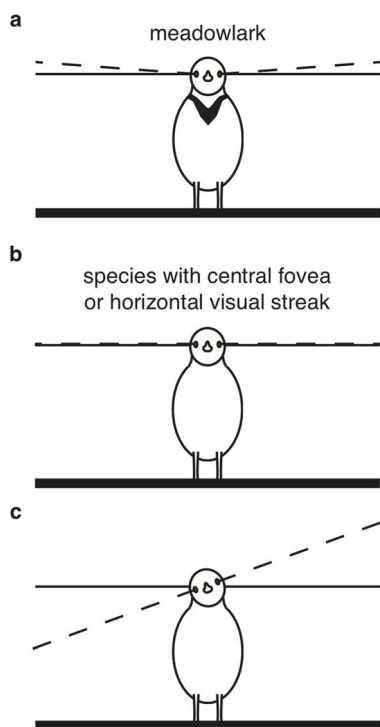 a
meadowlark
b
species with central fovea
or horizontal visual streak
c